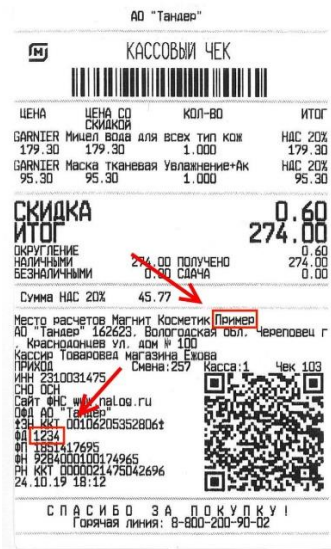 АО "Тандер"
М
КАССОВЫЙ ЧЕК
ЦЕНА ЦЕНА СО СКИДКОЙ КОЛ-ВО ИТОГ
GARNIER Мицел вода для всех тип кож НДС 20%
179.30 179.30 1.000 179.30
GARNIER Маска тканевая Увлажнение+Ак НДС 20%
95.30 95.30 1.000 95.30
СКИДКА 0.60
ИТОГ 274.00
ОКРУГЛЕНИЕ 0.60
НАЛИЧНЫМИ 274.00 ПОЛУЧЕНО 274.00
БЕЗНАЛИЧНЫМИ 0.00 СДАЧА 0.00
Сумма НДС 20% 45.77
Место расчетов Магнит Косметик Пример
АО "Тандер" 162623. Вологодская обл. Череповец г
. Краснодонцев ул. дом № 100
Кассир Товаровед магазина Ежова
ПРИХОД Смена:257 Касса:1 Чек 103
ИНН 2310031475
СНО ОСН
Сайт ФНС www.nalog.ru
ОФД АО "Тандер"
ЗН ККТ 00106205352806
ФД 1234
ФП 1851417695
ФН 9284000100174965
РН ККТ 0000021475042696
24.10.19 18:12
СПАСИБО ЗА ПОКУПКУ!
Горячая линия: 8-800-200-90-02